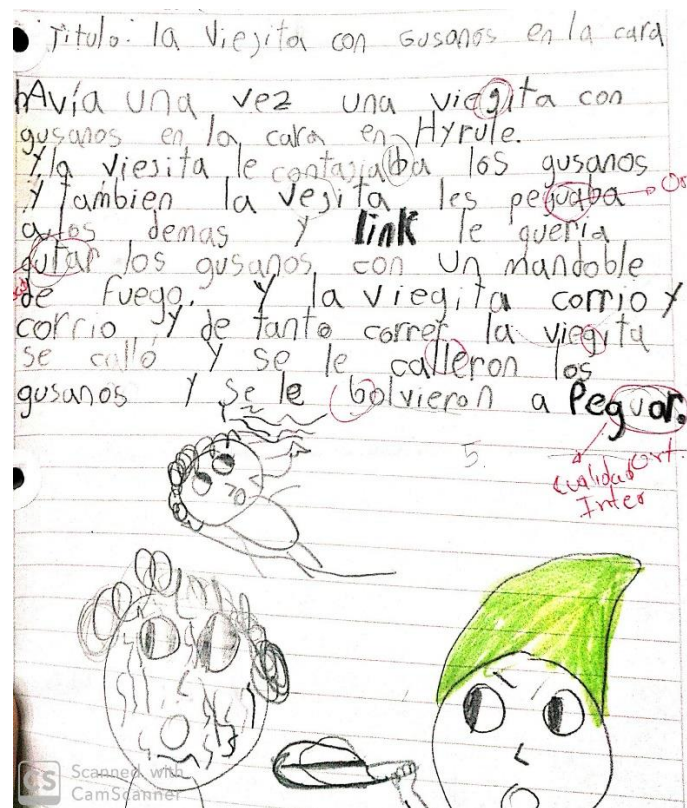 Titulo: la Viejita con Gusanos en la cara
hAvía una vez una viegita con
gusanos en la cara en Hyrule.
Y la viejita le contajiaba los gusanos
y tambien la vejita les peguaba
a los demas y link le queria
quitar los gusanos con un mandoble
de fuego. Y la viegita corrio y
corrio y de tanto correr la viegita
se calló y se le calleron los
gusanos y se le bolvieron a Peguar.
5.
Ort.
cualidad
Inter
CS Scanned with
CamScanner